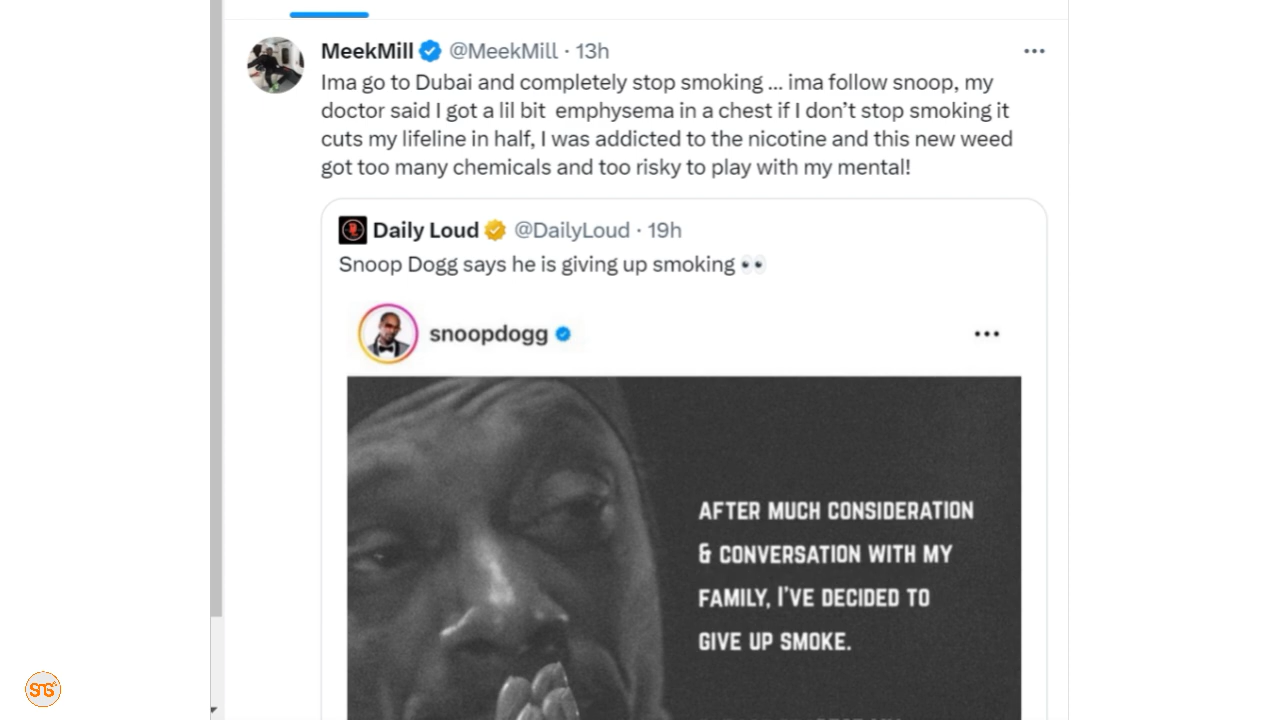 MeekMill @MeekMill · 13h
Ima go to Dubai and completely stop smoking ... ima follow snoop, my
doctor said I got a lil bit emphysema in a chest if I don't stop smoking it
cuts my lifeline in half, I was addicted to the nicotine and this new weed
got too many chemicals and too risky to play with my mental!
Daily Loud @DailyLoud · 19h
Snoop Dogg says he is giving up smoking 👀
snoopdogg
AFTER MUCH CONSIDERATION
& CONVERSATION WITH MY
FAMILY, I'VE DECIDED TO
GIVE UP SMOKE.
SNG